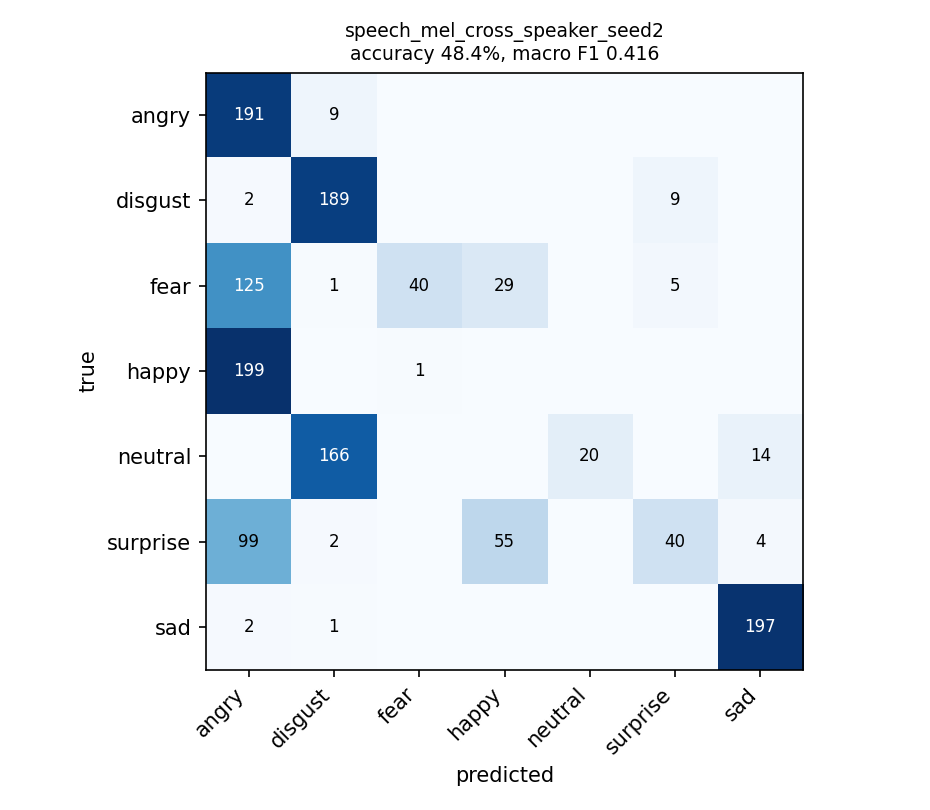 speech_mel_cross_speaker_seed2
accuracy 48.4%, macro F1 0.416
true
angry 191 9
disgust 2 189 9
fear 125 1 40 29 5
happy 199 1
neutral 166 20 14
surprise 99 2 55 40 4
sad 2 1 197
angry disgust fear happy neutral surprise sad
predicted